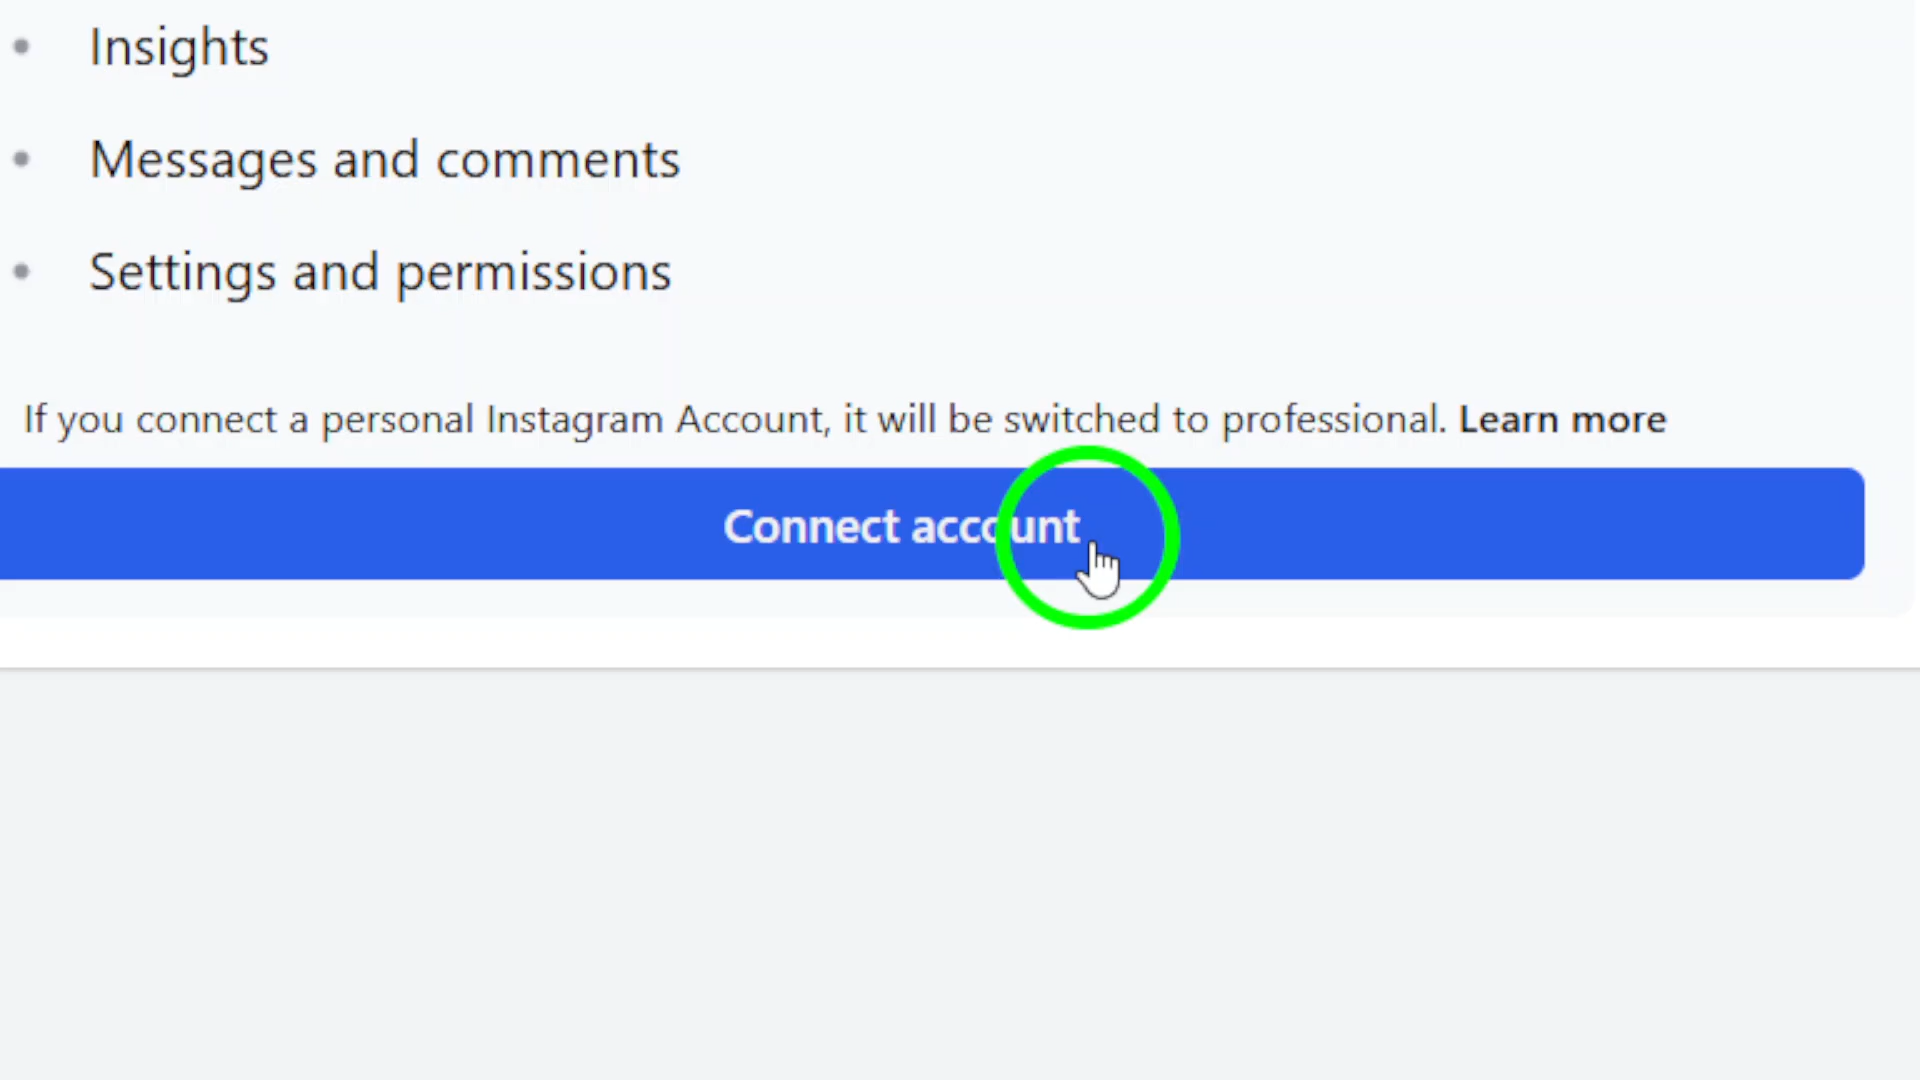 Insights
Messages and comments
Settings and permissions
If you connect a personal Instagram Account, it will be switched to professional. Learn more
Connect account